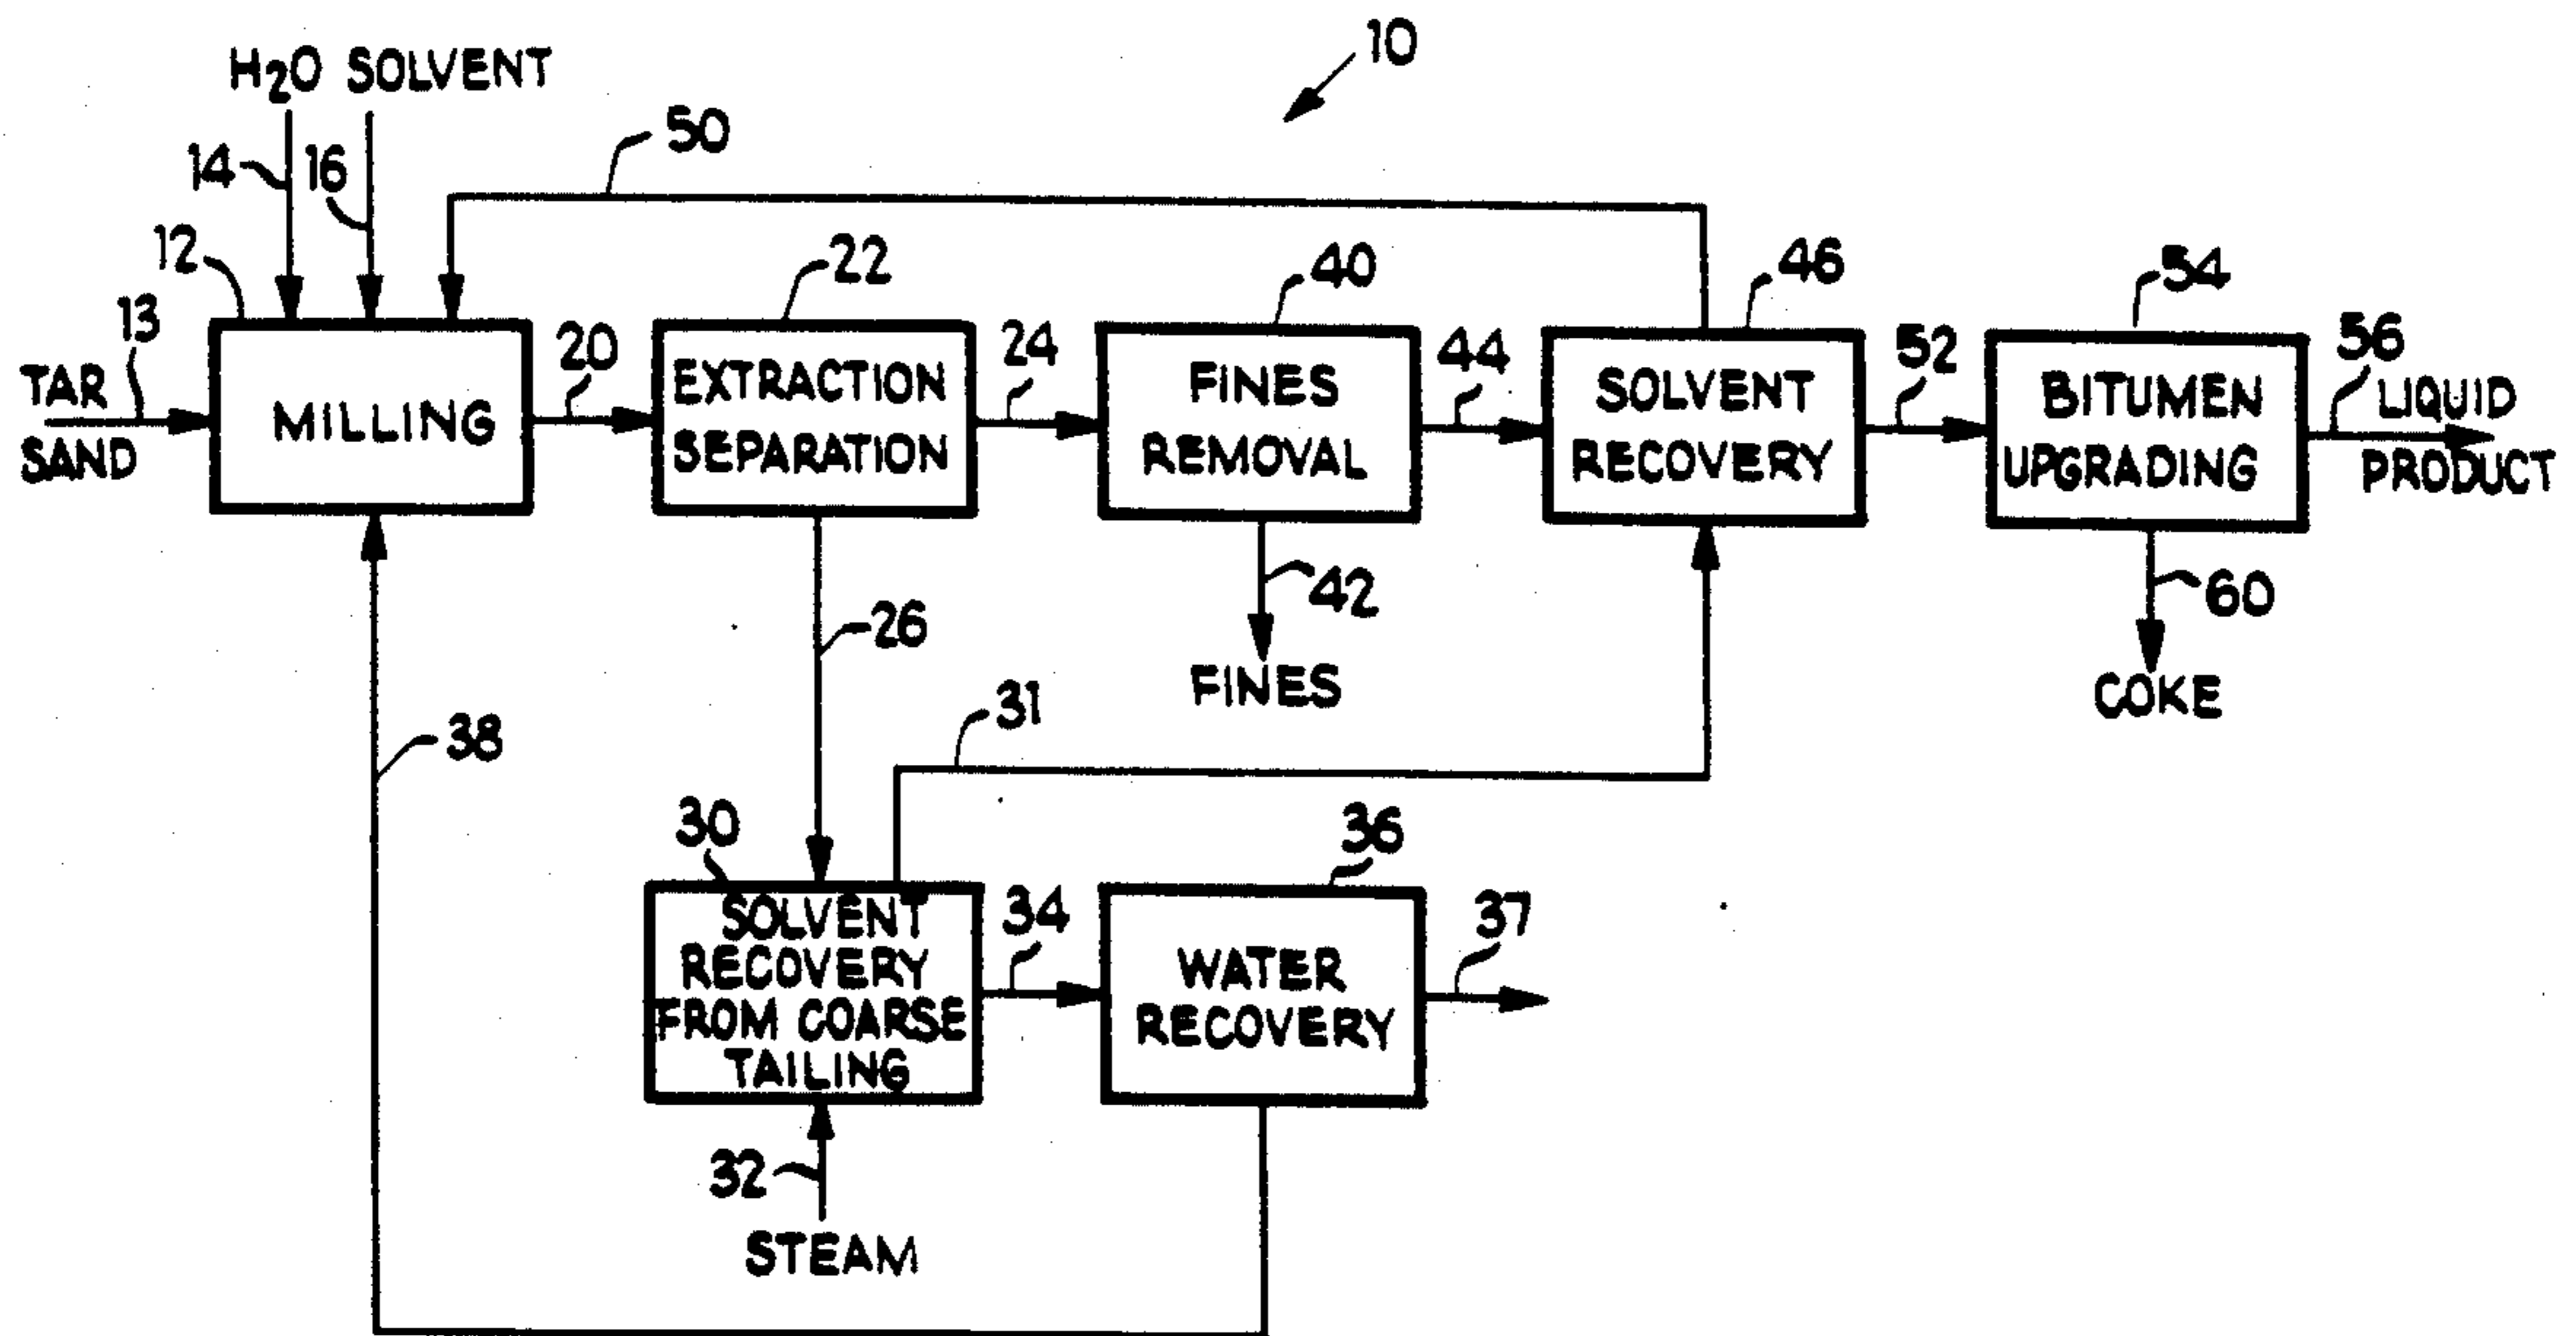 10
H2O SOLVENT
50
14
16
12
22
40
46
54
13
20
24
44
52
56
TAR
SAND
MILLING
EXTRACTION
SEPARATION
FINES
REMOVAL
SOLVENT
RECOVERY
BITUMEN
UPGRADING
LIQUID
PRODUCT
26
42
60
FINES
COKE
31
38
30
36
34
37
SOLVENT
RECOVERY
FROM COARSE
TAILING
WATER
RECOVERY
32
STEAM